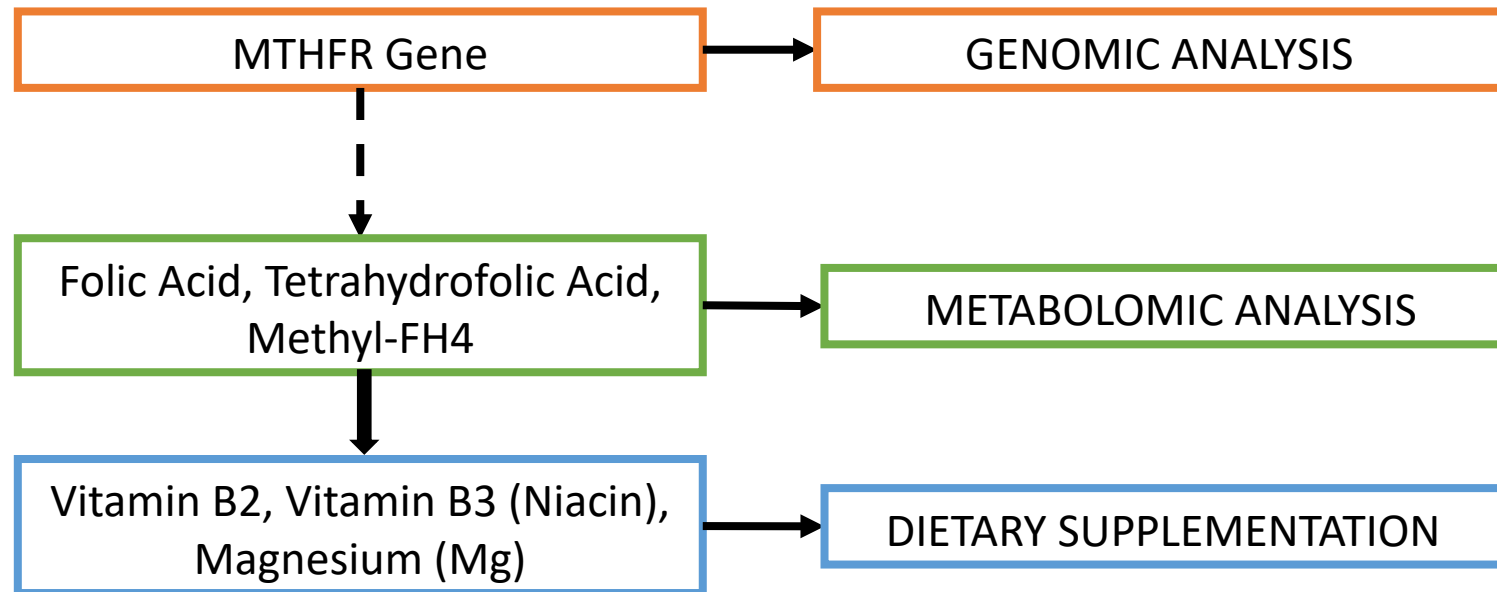 MTHFR Gene
GENOMIC ANALYSIS
Folic Acid, Tetrahydrofolic Acid,
Methyl-FH4
METABOLOMIC ANALYSIS
Vitamin B2, Vitamin B3 (Niacin),
Magnesium (Mg)
DIETARY SUPPLEMENTATION